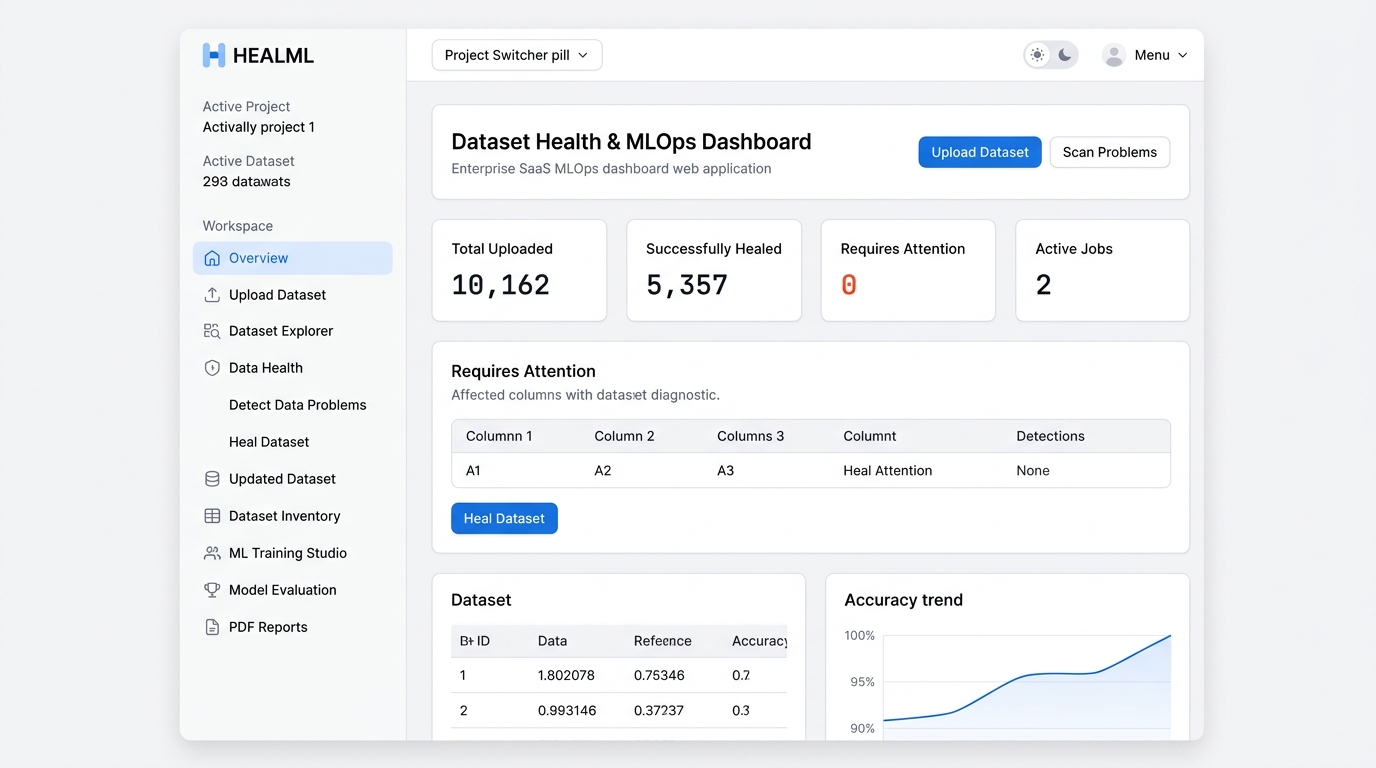 HEALML
Active Project
Activally project 1
Active Dataset
293 datawats
Workspace
Overview
Upload Dataset
Dataset Explorer
Data Health
Detect Data Problems
Heal Dataset
Updated Dataset
Dataset Inventory
ML Training Studio
Model Evaluation
PDF Reports
Project Switcher pill
Menu
Dataset Health & MLOps Dashboard
Enterprise SaaS MLOps dashboard web application
Upload Dataset
Scan Problems
Total Uploaded
10,162
Successfully Healed
5,357
Requires Attention
0
Active Jobs
2
Requires Attention
Affected columns with dataset diagnostic.
Columnn 1 Column 2 Columns 3 Columnt Detections
A1 A2 A3 Heal Attention None
Heal Dataset
Dataset
ID Data Reference Accuracy
1 1.802078 0.75346 0.7
2 0.993146 0.37237 0.3
Accuracy trend
100%
95%
90%